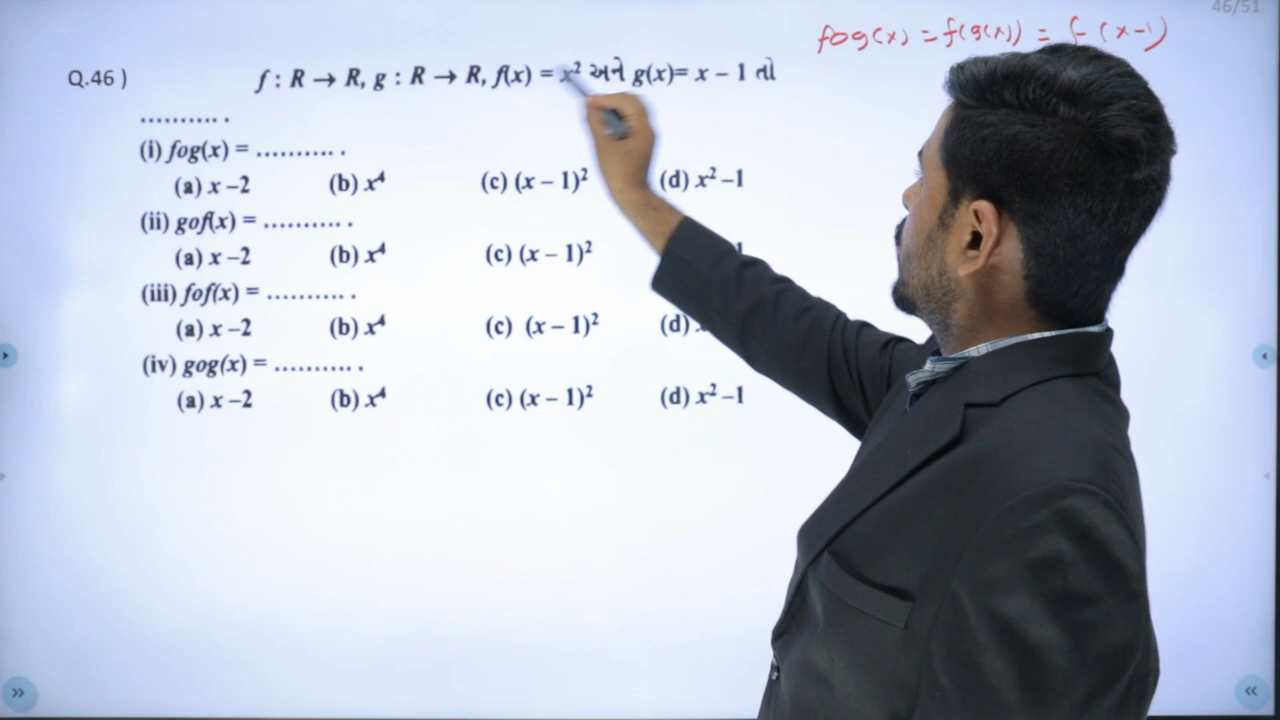 46/51
fog(x) = f(g(x)) = f(x-1)
Q.46 ) f : R → R, g : R → R, f(x) = x² અને g(x)= x – 1 તો
.......... .
(i) fog(x) = .......... .
(a) x –2 (b) x⁴ (c) (x – 1)² (d) x² –1
(ii) gof(x) = .......... .
(a) x –2 (b) x⁴ (c) (x – 1)²
(iii) fof(x) = .......... .
(a) x –2 (b) x⁴ (c) (x – 1)² (d)
(iv) gog(x) = .......... .
(a) x –2 (b) x⁴ (c) (x – 1)² (d) x² –1